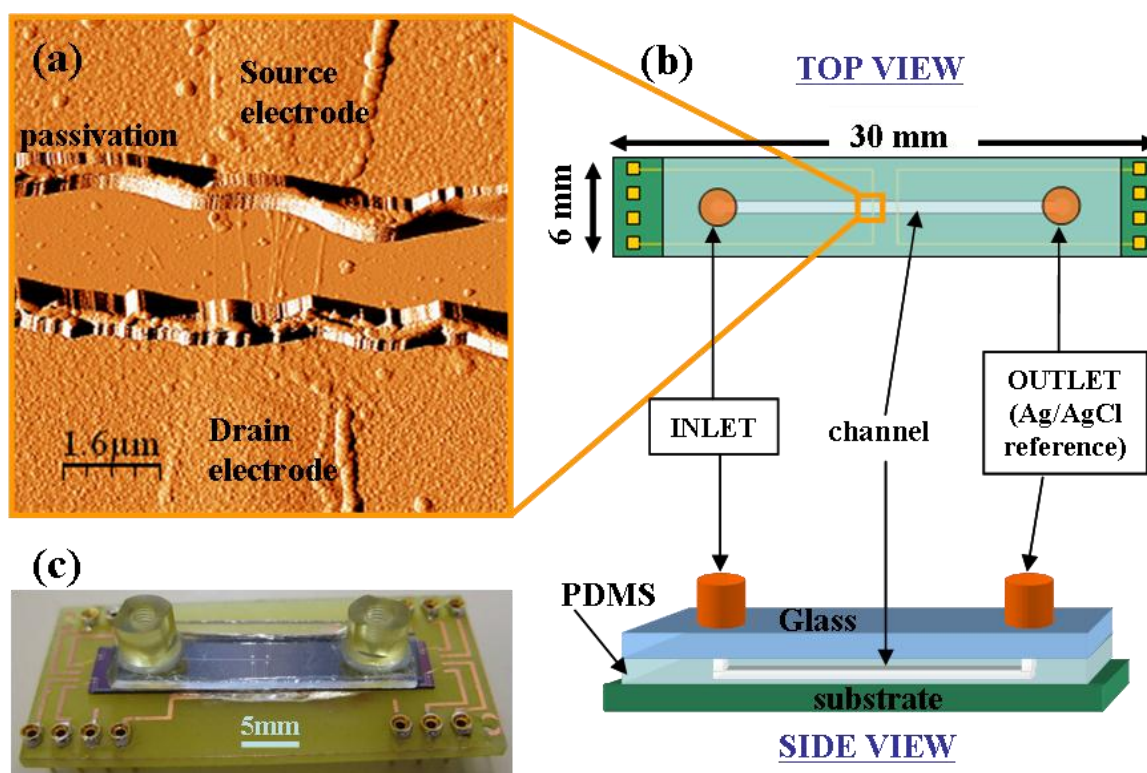 (a)
Source
electrode
passivation
1.6μm
Drain
electrode
(b)
TOP VIEW
30 mm
6 mm
INLET
channel
OUTLET
(Ag/AgCl
reference)
(c)
5mm
PDMS
Glass
substrate
SIDE VIEW